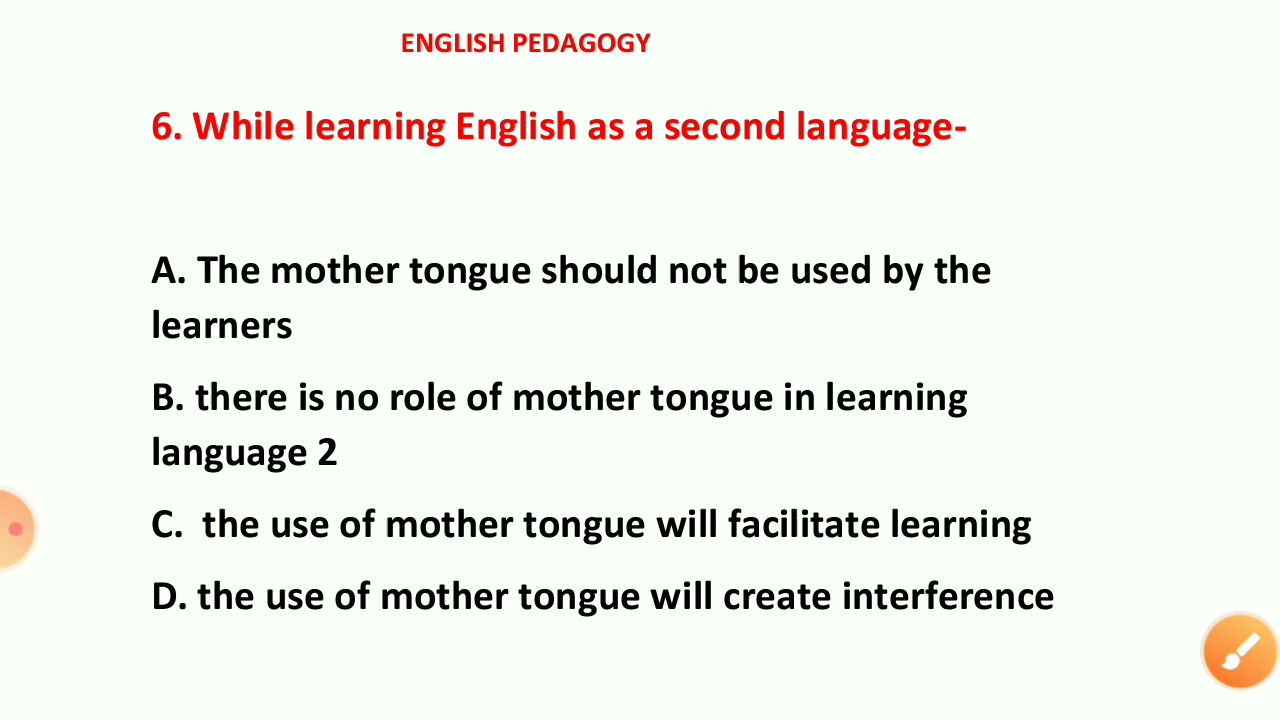 ENGLISH PEDAGOGY
6. While learning English as a second language-
A. The mother tongue should not be used by the
learners
B. there is no role of mother tongue in learning
language 2
C.  the use of mother tongue will facilitate learning
D. the use of mother tongue will create interference